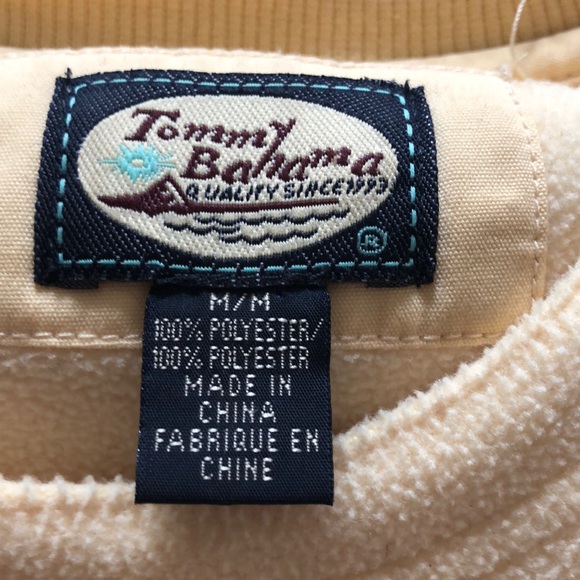 Tommy
Bahama
QUALITY SINCE 1993
®
M/M
100% POLYESTER/
100% POLYESTER
MADE IN
CHINA
FABRIQUE EN
CHINE